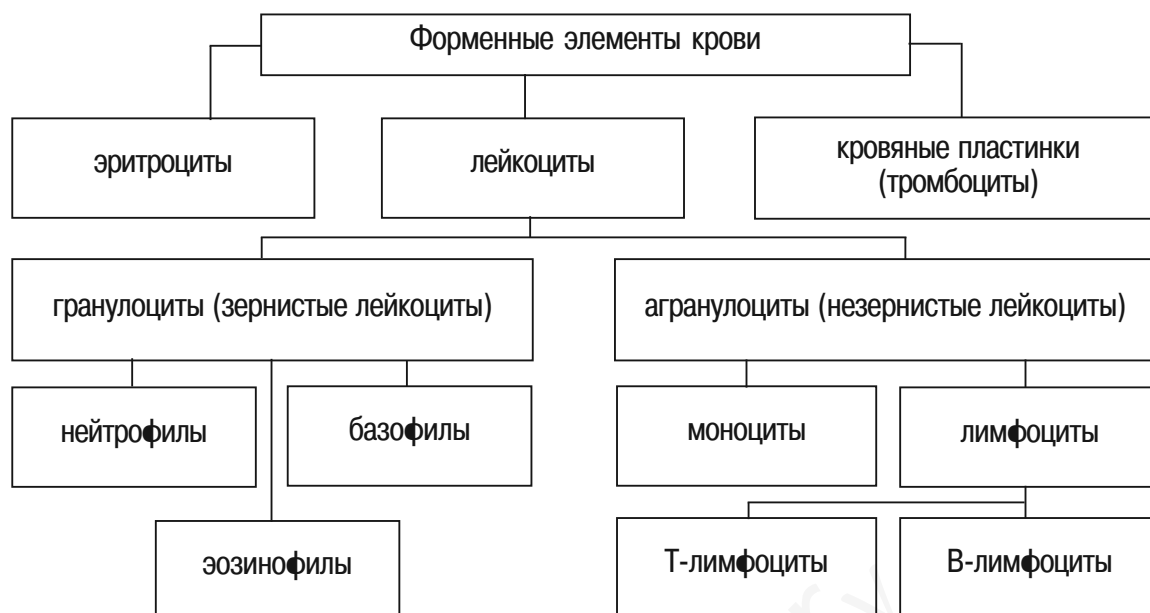 Форменные элементы крови
эритроциты
лейкоциты
кровяные пластинки
(тромбоциты)
гранулоциты (зернистые лейкоциты)
агранулоциты (незернистые лейкоциты)
нейтрофилы
базофилы
моноциты
лимфоциты
эозинофилы
Т-лимфоциты
В-лимфоциты